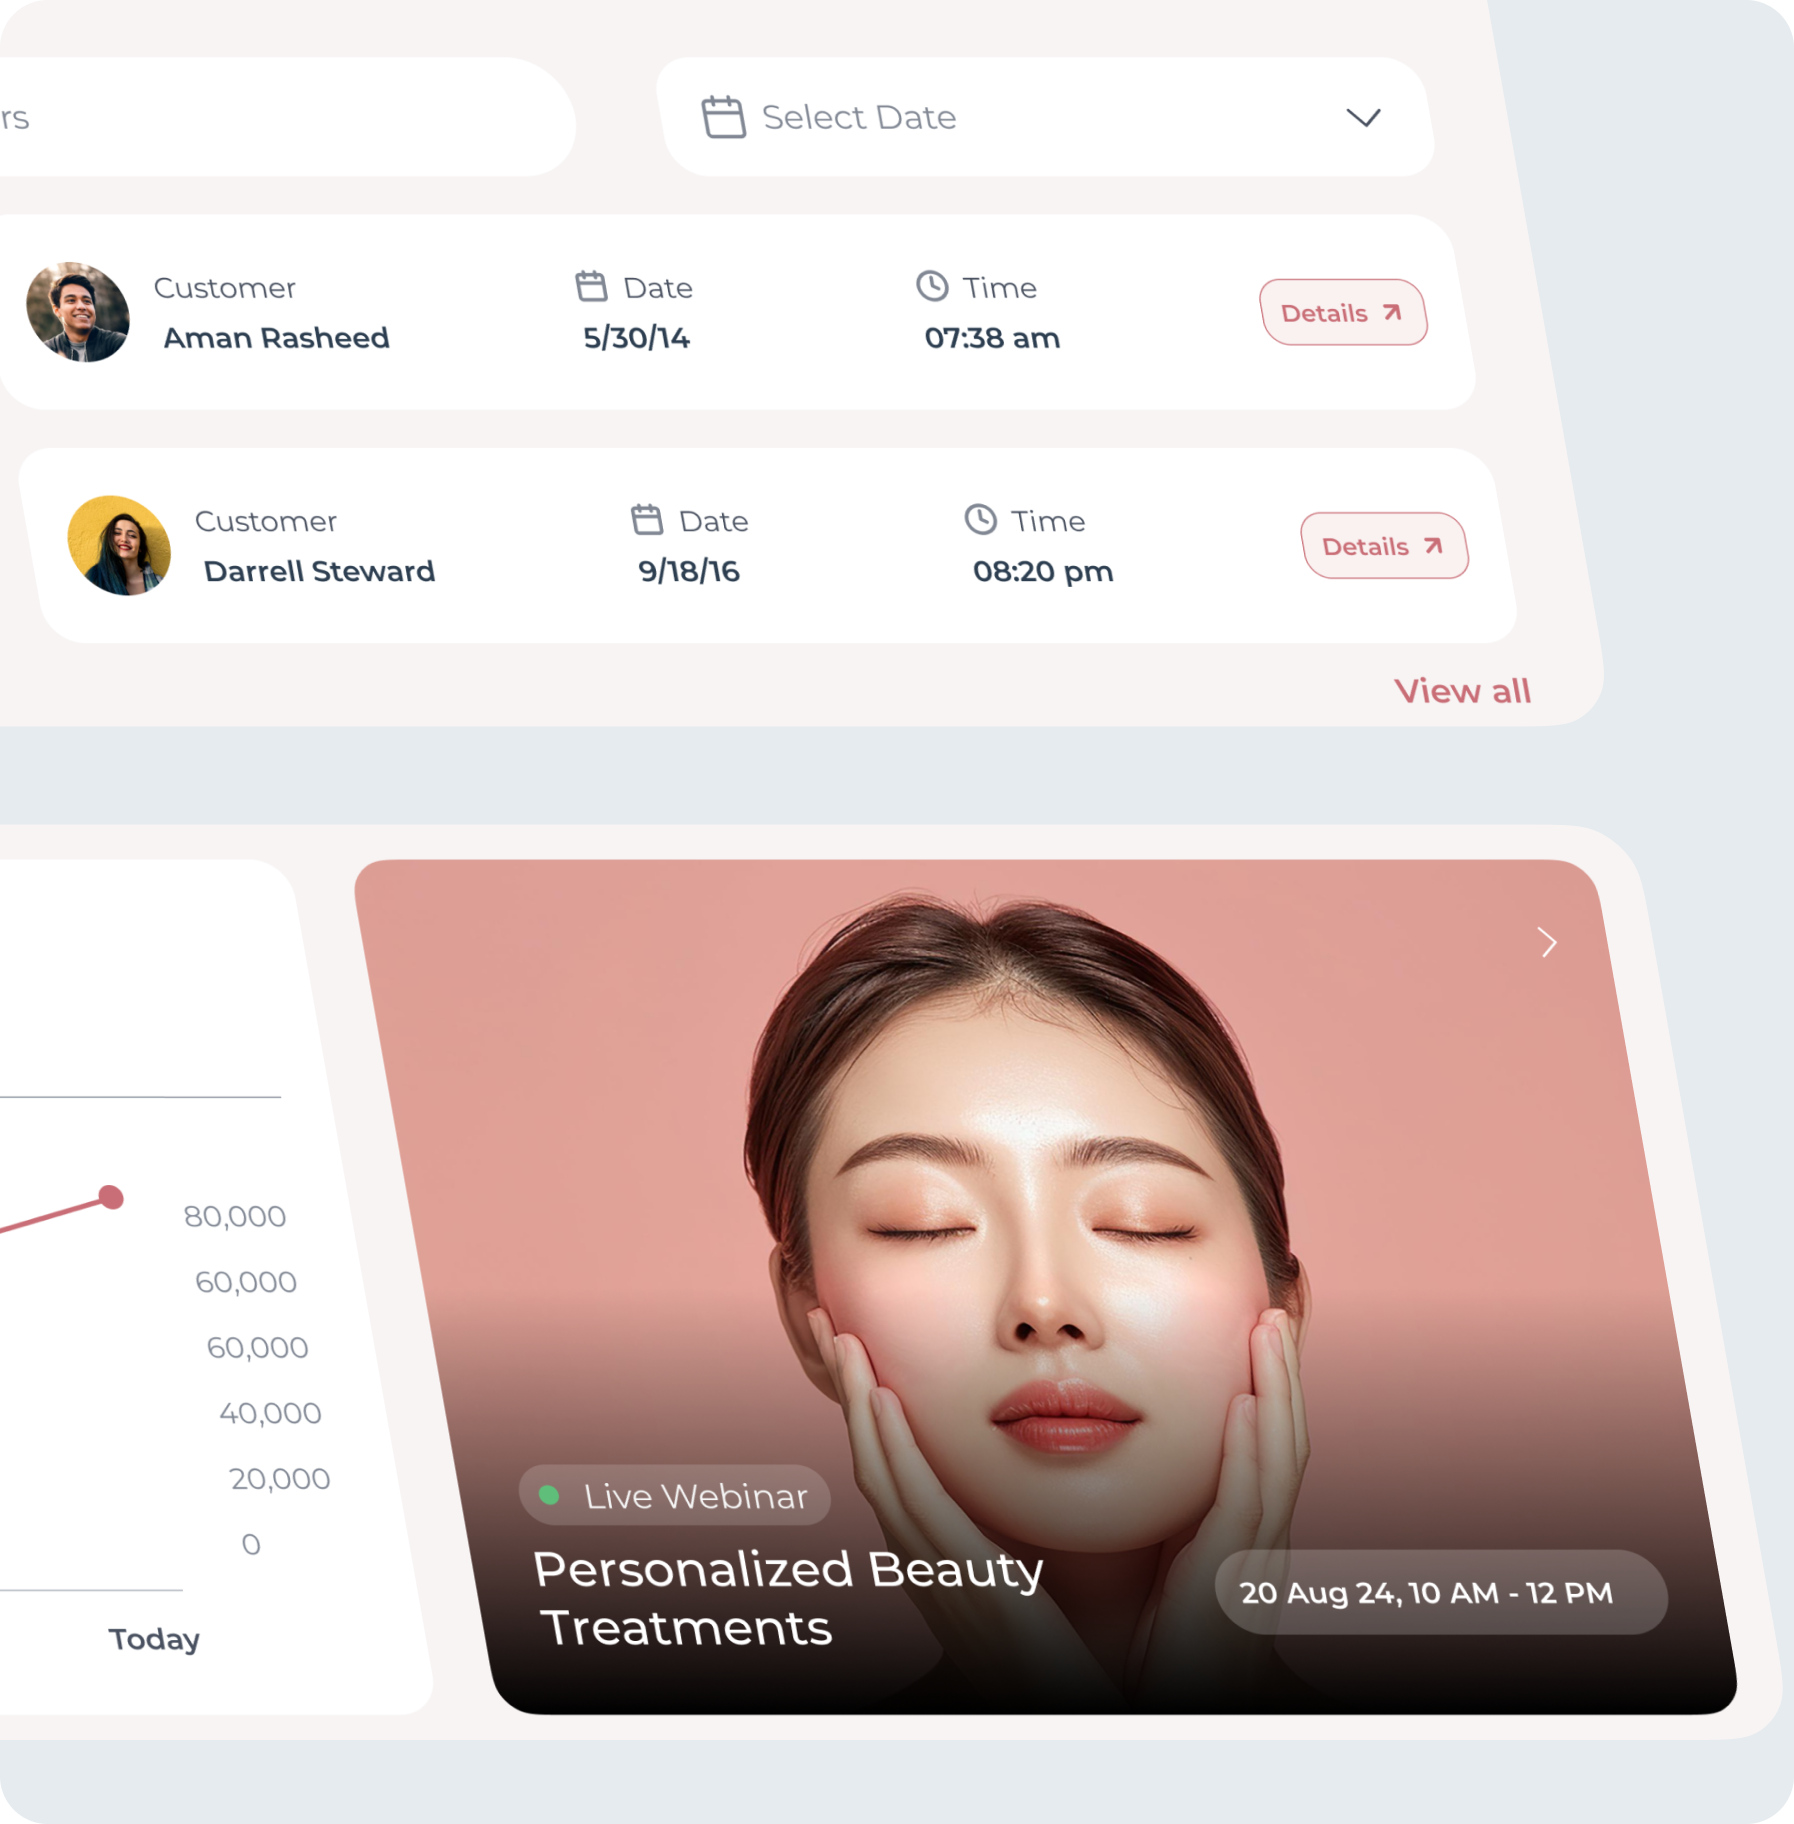 rs
Select Date
Customer
Aman Rasheed
Date
5/30/14
Time
07:38 am
Details
Customer
Darrell Steward
Date
9/18/16
Time
08:20 pm
Details
View all
80,000
60,000
60,000
40,000
20,000
0
Today
Live Webinar
Personalized Beauty
Treatments
20 Aug 24, 10 AM - 12 PM